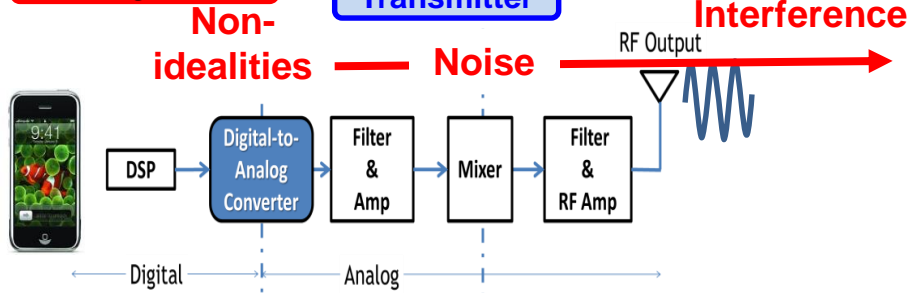 Transmitter
Interference
Non-
idealities
Noise
RF Output
9:41
DSP
Digital-to-
Analog
Converter
Filter
&
Amp
Mixer
Filter
&
RF Amp
Digital
Analog